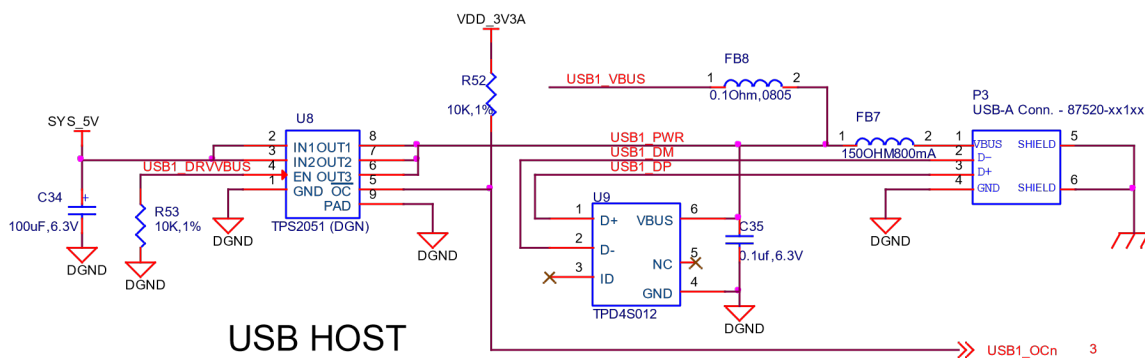 VDD_3V3A
R52
10K,1%
FB8
1
2
USB1_VBUS
0.1Ohm,0805
P3
USB-A Conn. - 87520-xx1xx
SYS_5V
U8
FB7
2
3
4
1
IN1
IN2
EN
GND
OUT1
OUT2
OUT3
OC
PAD
8
7
6
5
9
TPS2051 (DGN)
USB1_DRVVBUS
USB1_PWR
USB1_DM
USB1_DP
1
2
150OHM800mA
1
2
3
4
VBUS
D-
D+
GND
SHIELD
SHIELD
5
6
C34
+
100uF,6.3V
DGND
R53
10K,1%
DGND
DGND
DGND
U9
1
2
3
D+
D-
ID
VBUS
NC
GND
6
5
4
TPD4S012
C35
0.1uf,6.3V
DGND
DGND
USB HOST
USB1_OCn
3